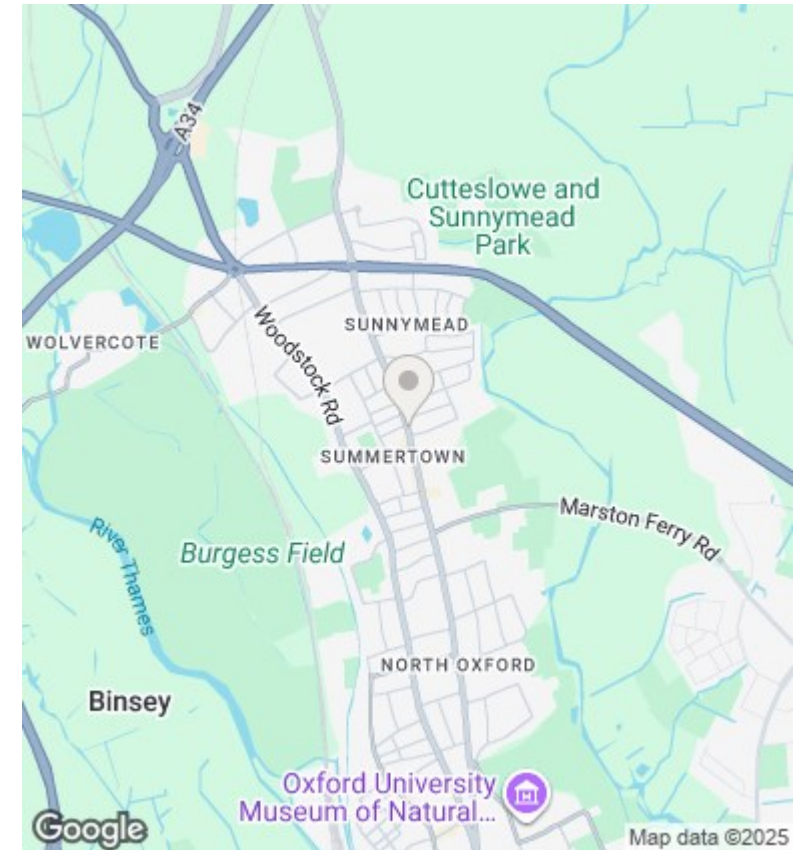 A34
Cutteslowe and
Sunnymead
Park
SUNNYMEAD
WOLVERCOTE
Woodstock Rd
SUMMERTOWN
Marston Ferry Rd
Burgess Field
River Thames
NORTH OXFORD
Binsey
Oxford University
Museum of Natural...
Google
Map data ©2025